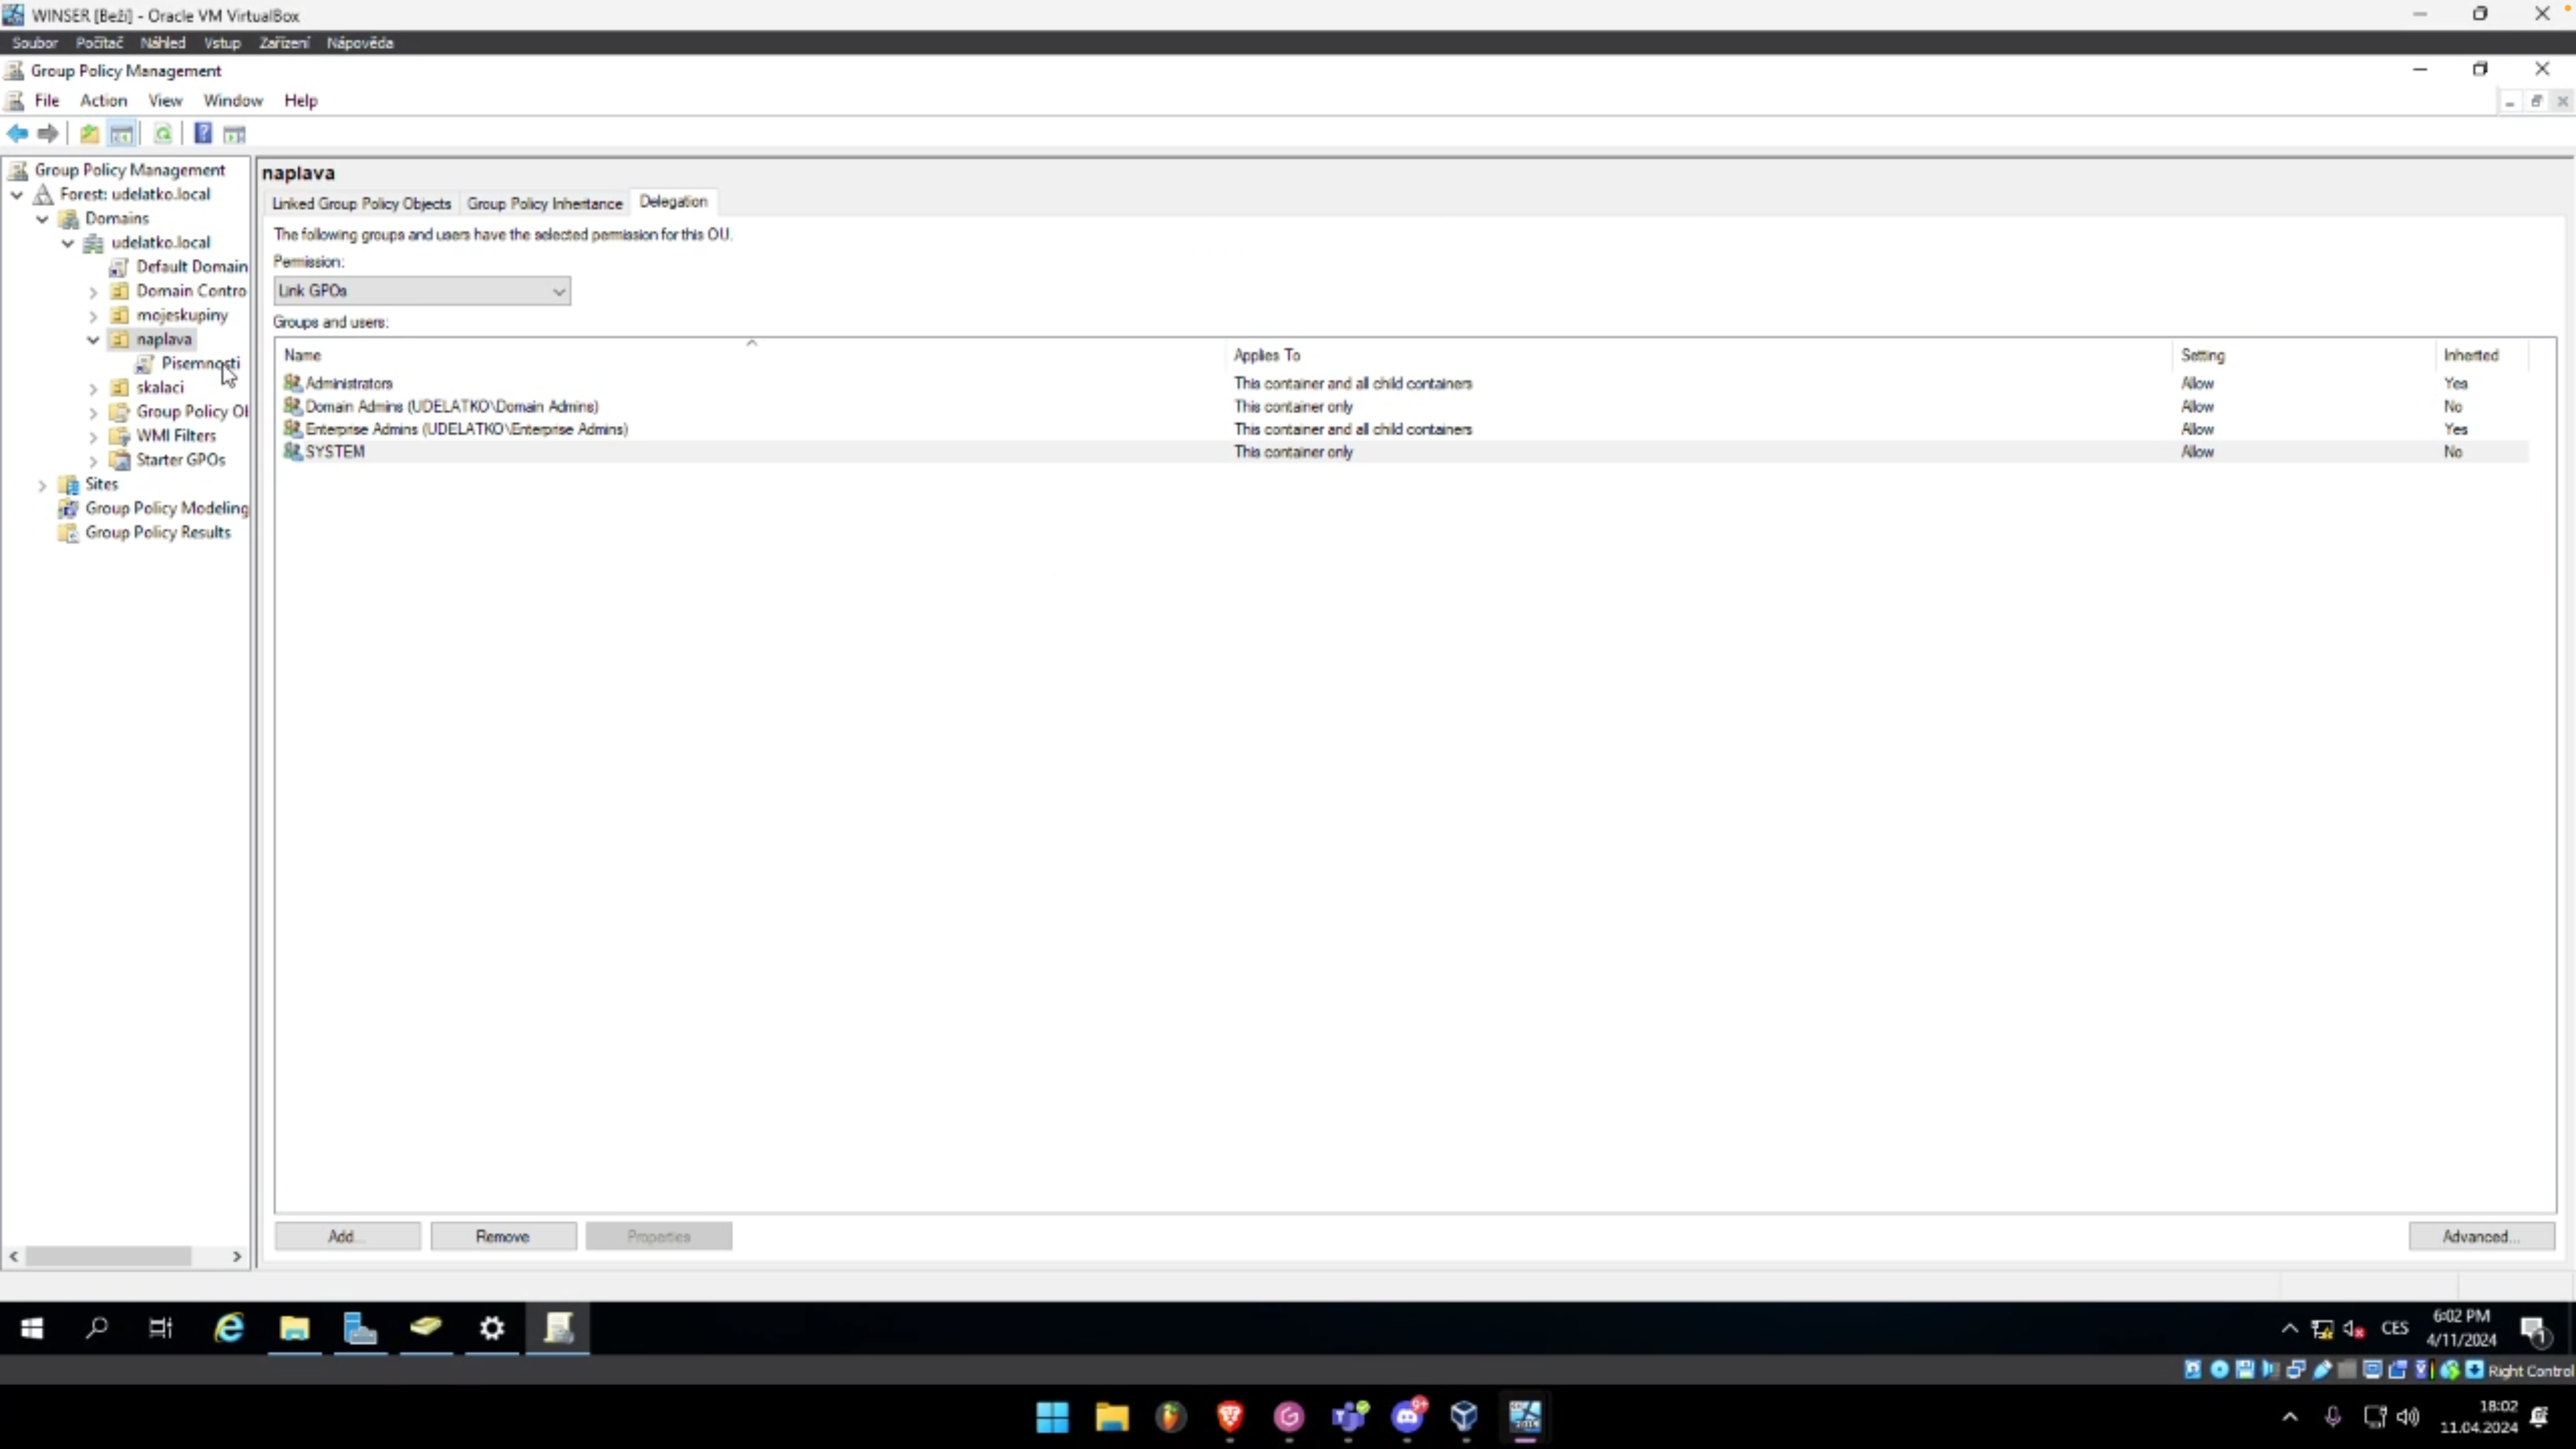 WINSER [Beží] - Oracle VM VirtualBox
Soubor Počítač Náhled Vstup Zařízení Nápověda
Group Policy Management
File Action View Window Help
Group Policy Management
Forest: udelatko.local
Domains
udelatko.local
Default Domain
Domain Contro
mojeskupiny
naplava
Pisemnosti
skalaci
Group Policy Ol
WMI Filters
Starter GPOs
Sites
Group Policy Modeling
Group Policy Results
naplava
Linked Group Policy Objects Group Policy Inheritance Delegation
The following groups and users have the selected permission for this OU.
Permission:
Link GPOs
Groups and users:
Name Applies To Setting Inherited
Administrators This container and all child containers Allow Yes
Domain Admins (UDELATKO\Domain Admins) This container only Allow No
Enterprise Admins (UDELATKO\Enterprise Admins) This container and all child containers Allow Yes
SYSTEM This container only Allow No
Add... Remove Properties Advanced...
CES 6:02 PM
4/11/2024
1
Right Control
9+
2019
18:02
11.04.2024